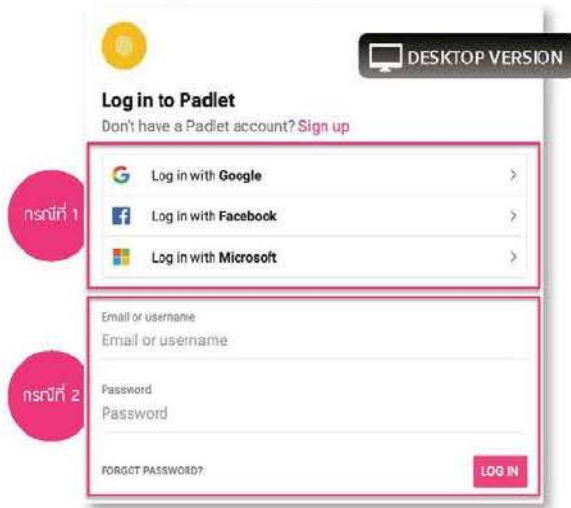 DESKTOP VERSION
Log in to Padlet
Don't have a Padlet account? Sign up
กรณีที่ 1
Log in with Google
Log in with Facebook
Log in with Microsoft
Email or username
Email or username
กรณีที่ 2
Password
Password
FORGOT PASSWORD?
LOG IN